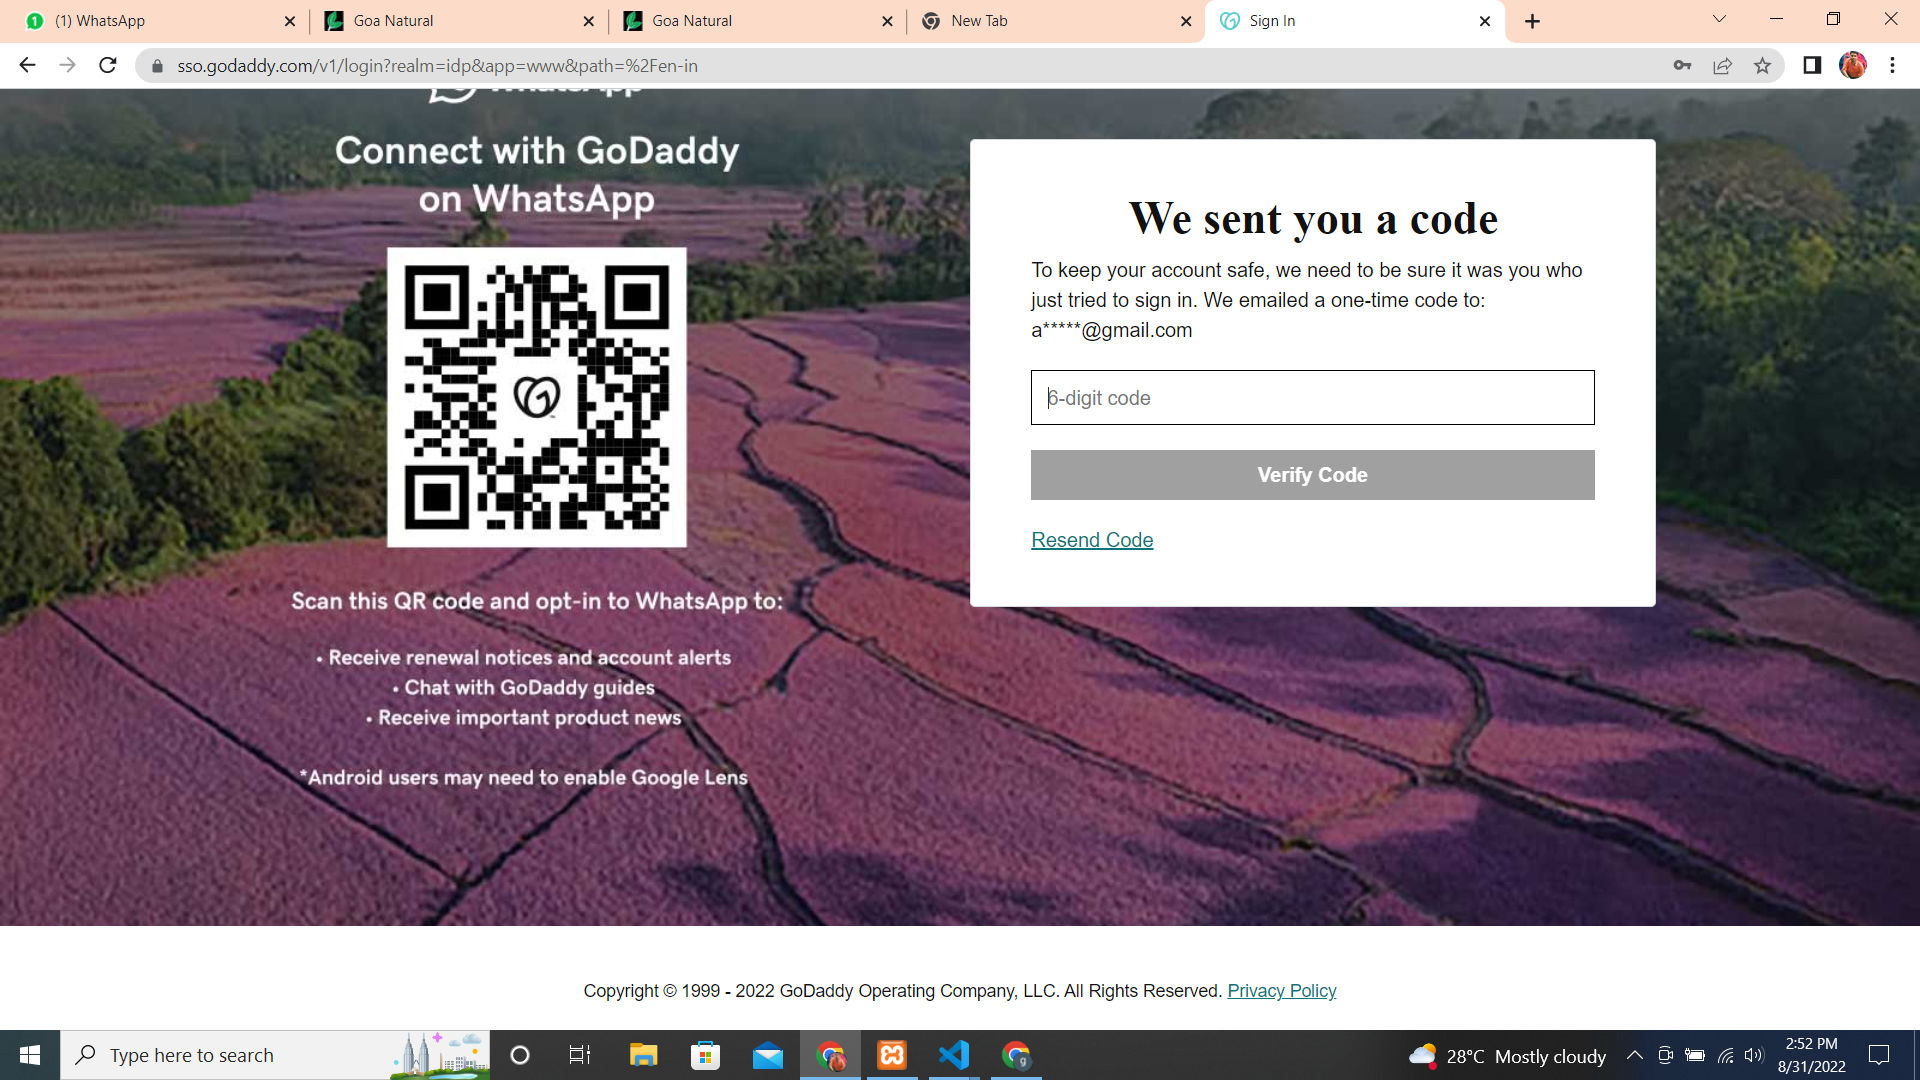 (1) WhatsApp
Goa Natural
Goa Natural
New Tab
Sign In
sso.godaddy.com/v1/login?realm=idp&app=www&path=%2Fen-in
WhatsApp
Connect with GoDaddy
on WhatsApp
Scan this QR code and opt-in to WhatsApp to:
• Receive renewal notices and account alerts
• Chat with GoDaddy guides
• Receive important product news
*Android users may need to enable Google Lens
We sent you a code
To keep your account safe, we need to be sure it was you who
just tried to sign in. We emailed a one-time code to:
a*****@gmail.com
6-digit code
Verify Code
Resend Code
Copyright © 1999 - 2022 GoDaddy Operating Company, LLC. All Rights Reserved. Privacy Policy
Type here to search
28°C Mostly cloudy
2:52 PM
8/31/2022